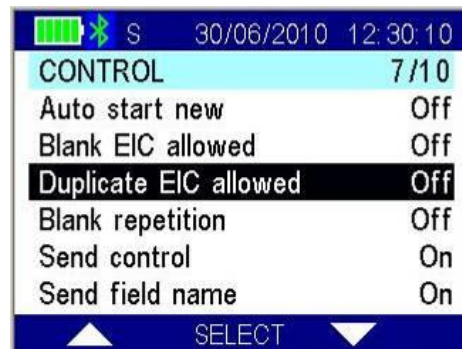 S 30/06/2010 12:30:10
CONTROL 7/10
Auto start new Off
Blank EIC allowed Off
Duplicate EIC allowed Off
Blank repetition Off
Send control On
Send field name On
SELECT